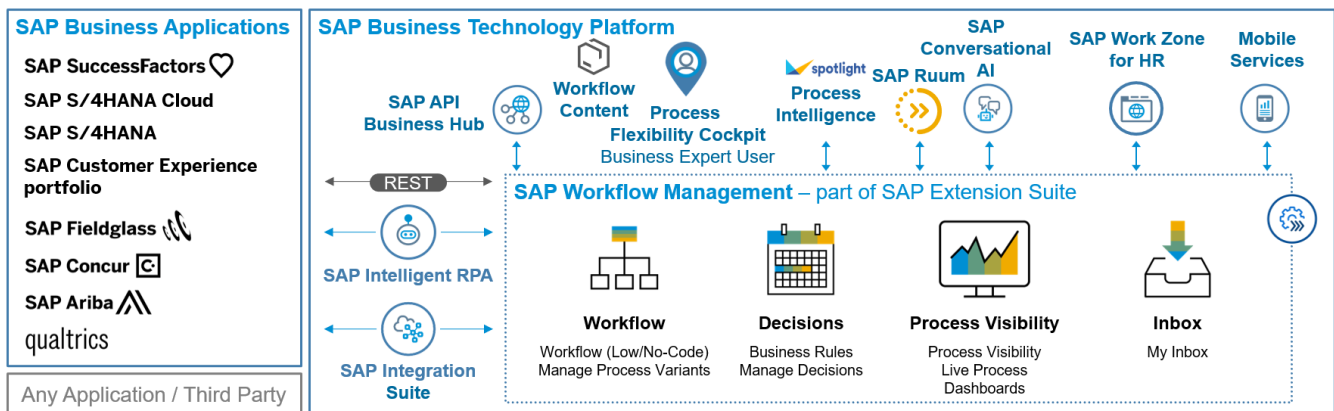 SAP Business Applications
SAP SuccessFactors
SAP S/4HANA Cloud
SAP S/4HANA
SAP Customer Experience
portfolio
SAP Fieldglass
SAP Concur
C
SAP Ariba
qualtrics
Any Application / Third Party
SAP Business Technology Platform
SAP API
Business Hub
Workflow
Content
Process
Flexibility Cockpit
Business Expert User
spotlight
Process
Intelligence
SAP Ruum
SAP
Conversational
AI
SAP Work Zone
for HR
Mobile
Services
REST
SAP Intelligent RPA
SAP Integration
Suite
SAP Workflow Management – part of SAP Extension Suite
Workflow
Workflow (Low/No-Code)
Manage Process Variants
Decisions
Business Rules
Manage Decisions
Process Visibility
Process Visibility
Live Process
Dashboards
Inbox
My Inbox